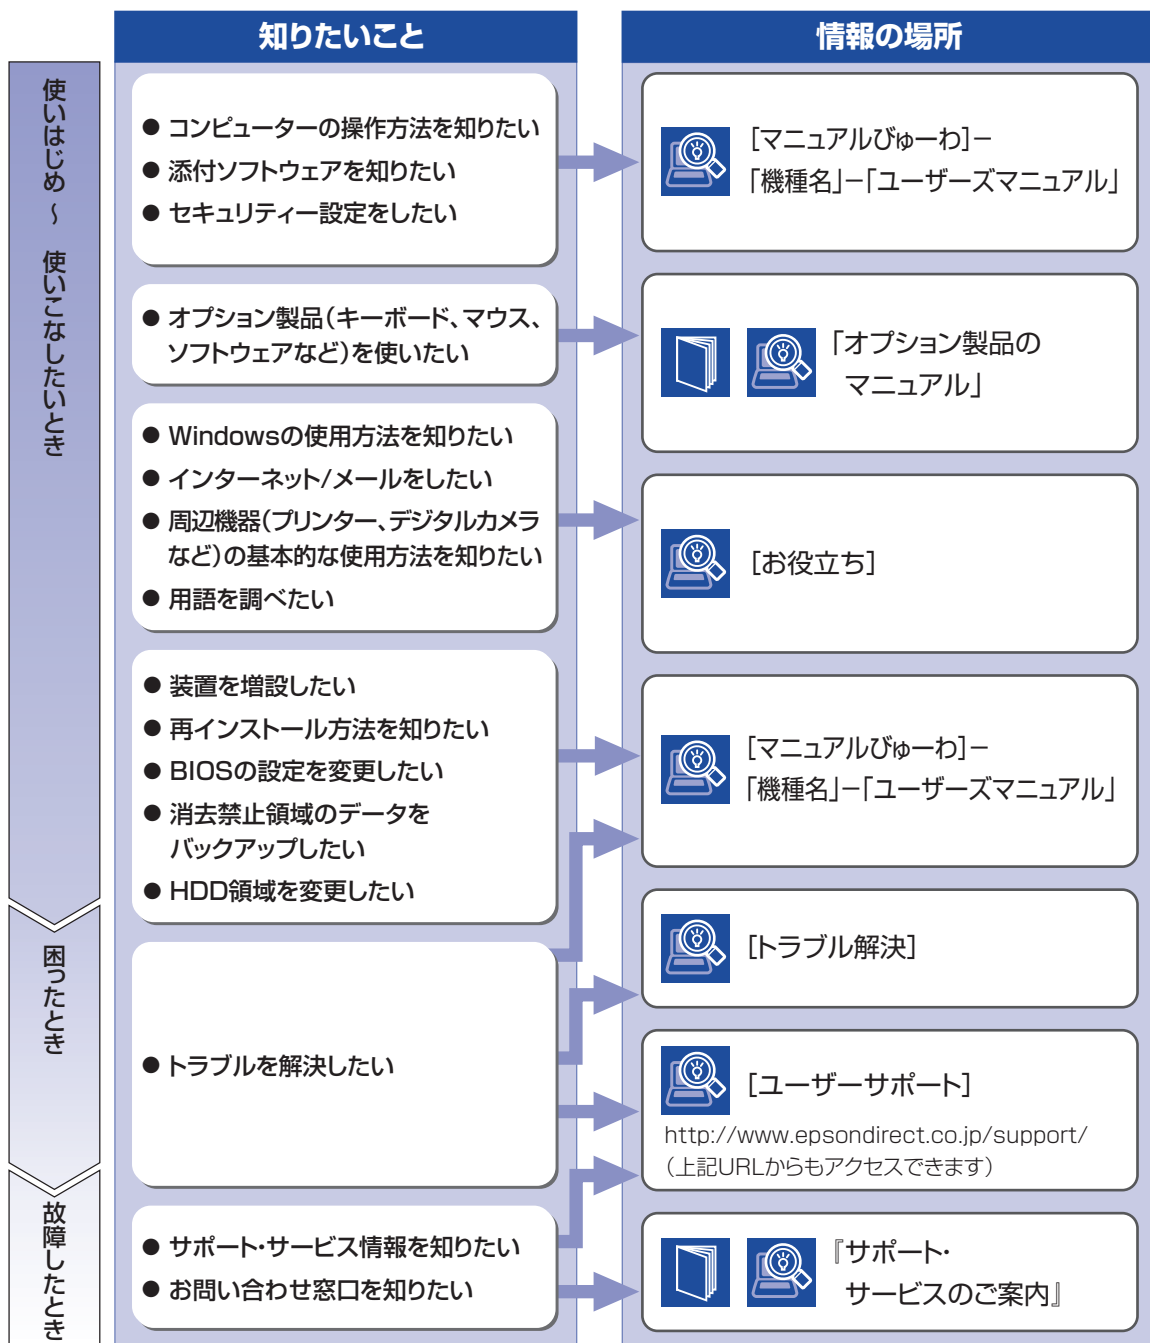 知りたいこと
情報の場所
使いはじめ 〜 使いこなしたいとき
● コンピューターの操作方法を知りたい
● 添付ソフトウェアを知りたい
● セキュリティー設定をしたい
［マニュアルびゅーわ］－
「機種名」－「ユーザーズマニュアル」
● オプション製品（キーボード、マウス、
ソフトウェアなど）を使いたい
「オプション製品の
マニュアル」
● Windowsの使用方法を知りたい
● インターネット/メールをしたい
● 周辺機器（プリンター、デジタルカメラ
など）の基本的な使用方法を知りたい
● 用語を調べたい
［お役立ち］
● 装置を増設したい
● 再インストール方法を知りたい
● BIOSの設定を変更したい
● 消去禁止領域のデータを
バックアップしたい
● HDD領域を変更したい
［マニュアルびゅーわ］－
「機種名」－「ユーザーズマニュアル」
困ったとき
● トラブルを解決したい
［トラブル解決］
［ユーザーサポート］
http://www.epsondirect.co.jp/support/
（上記URLからもアクセスできます）
故障したとき
● サポート・サービス情報を知りたい
● お問い合わせ窓口を知りたい
『サポート・
サービスのご案内』